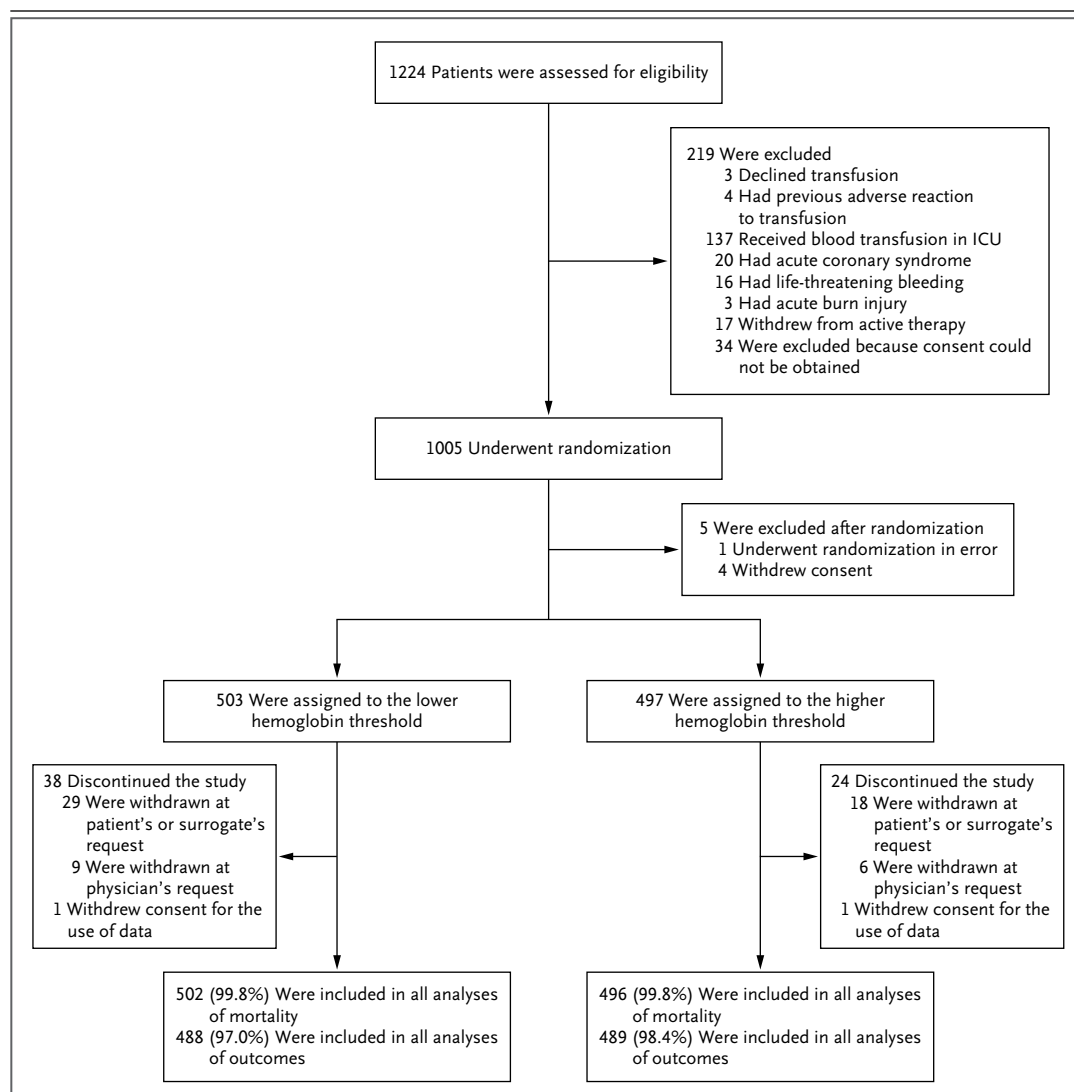 1224 Patients were assessed for eligibility
219 Were excluded
3 Declined transfusion
4 Had previous adverse reaction
to transfusion
137 Received blood transfusion in ICU
20 Had acute coronary syndrome
16 Had life-threatening bleeding
3 Had acute burn injury
17 Withdrew from active therapy
34 Were excluded because consent could
not be obtained
1005 Underwent randomization
5 Were excluded after randomization
1 Underwent randomization in error
4 Withdrew consent
503 Were assigned to the lower
hemoglobin threshold
497 Were assigned to the higher
hemoglobin threshold
38 Discontinued the study
29 Were withdrawn at
patient’s or surrogate’s
request
9 Were withdrawn at
physician’s request
1 Withdrew consent for the
use of data
24 Discontinued the study
18 Were withdrawn at
patient’s or surrogate’s
request
6 Were withdrawn at
physician’s request
1 Withdrew consent for the
use of data
502 (99.8%) Were included in all analyses
of mortality
488 (97.0%) Were included in all analyses
of outcomes
496 (99.8%) Were included in all analyses
of mortality
489 (98.4%) Were included in all analyses
of outcomes